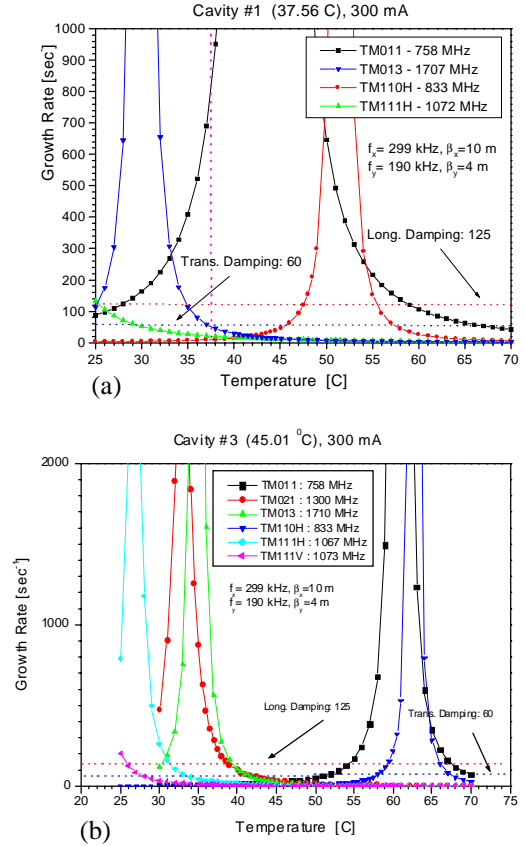 Cavity #1 (37.56 C), 300 mA
Growth Rate [sec⁻¹]
1000
900
800
700
600
500
400
300
200
100
0
TM011 - 758 MHz
TM013 - 1707 MHz
TM110H - 833 MHz
TM111H - 1072 MHz
fx= 299 kHz, βx=10 m
fy= 190 kHz, βy=4 m
Long. Damping: 125
Trans. Damping: 60
25 30 35 40 45 50 55 60 65 70
Temperature [C]
(a)
Cavity #3 (45.01 °C), 300 mA
Growth Rate [sec⁻¹]
2000
1000
0
TM011 : 758 MHz
TM021 : 1300 MHz
TM013 : 1710 MHz
TM110H : 833 MHz
TM111H : 1067 MHz
TM111V : 1073 MHz
fx= 299 kHz, βx=10 m
fy= 190 kHz, βy=4 m
Long. Damping: 125
Trans. Damping: 60
20 25 30 35 40 45 50 55 60 65 70 75
Temperature [C]
(b)